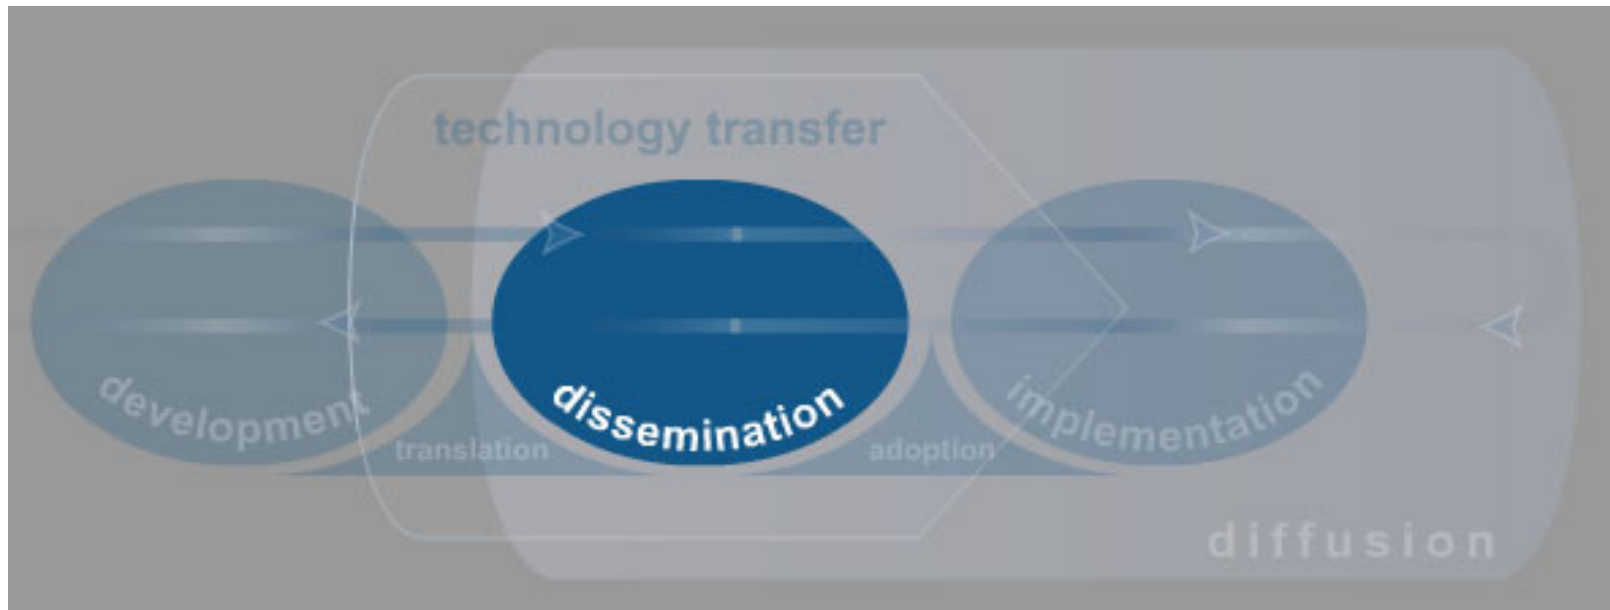 technology transfer
development
translation
dissemination
adoption
implementation
diffusion